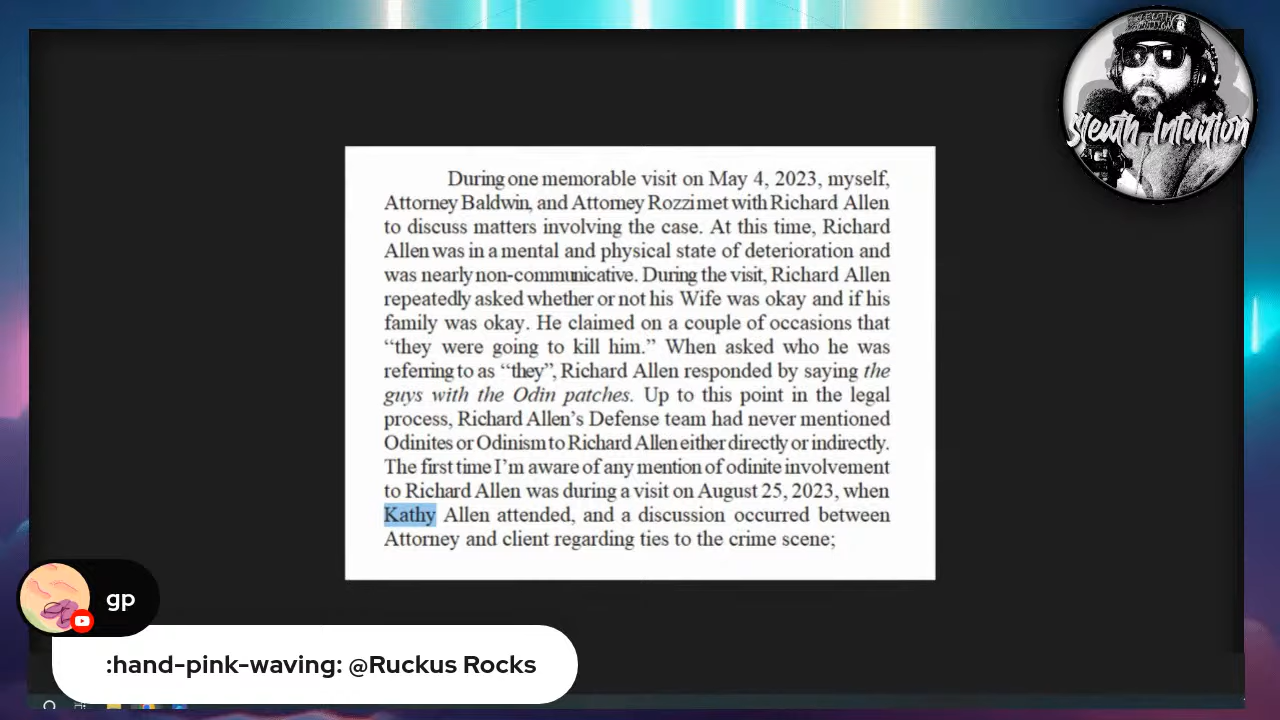 SLEUTH
Sleuth Intuition
During one memorable visit on May 4, 2023, myself,
Attorney Baldwin, and Attorney Rozzi met with Richard Allen
to discuss matters involving the case. At this time, Richard
Allen was in a mental and physical state of deterioration and
was nearly non-communicative. During the visit, Richard Allen
repeatedly asked whether or not his Wife was okay and if his
family was okay. He claimed on a couple of occasions that
“they were going to kill him.” When asked who he was
referring to as “they”, Richard Allen responded by saying the
guys with the Odin patches. Up to this point in the legal
process, Richard Allen’s Defense team had never mentioned
Odinites or Odinism to Richard Allen either directly or indirectly.
The first time I’m aware of any mention of odinite involvement
to Richard Allen was during a visit on August 25, 2023, when
Kathy Allen attended, and a discussion occurred between
Attorney and client regarding ties to the crime scene;
gp
:hand-pink-waving: @Ruckus Rocks